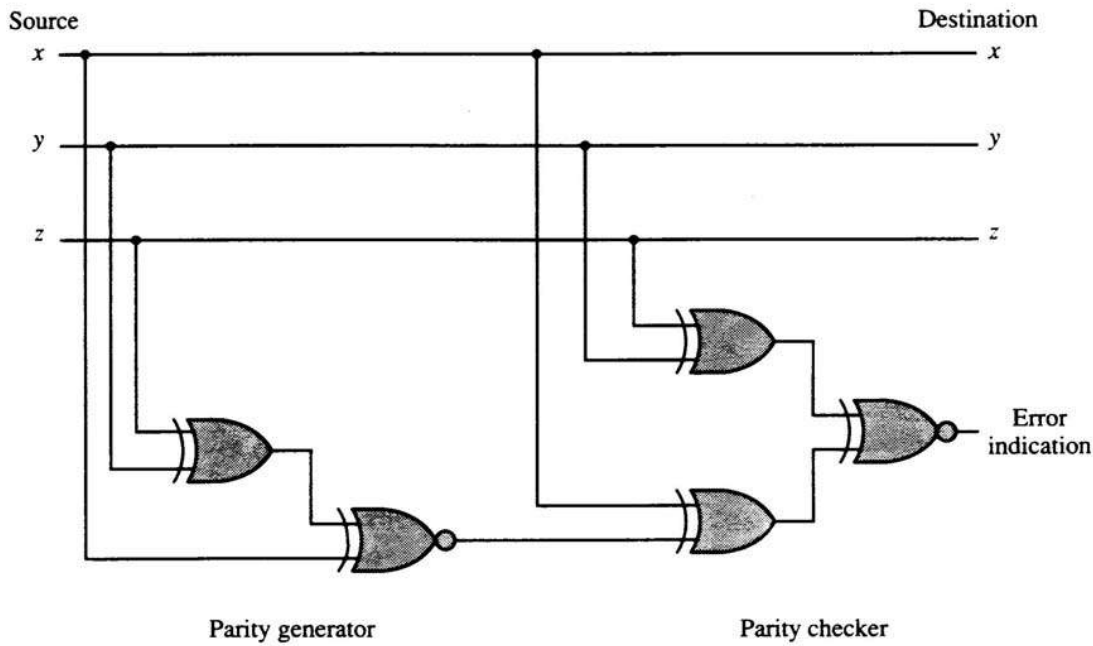 Source
Destination
x
x
y
y
z
z
Error
indication
Parity generator
Parity checker